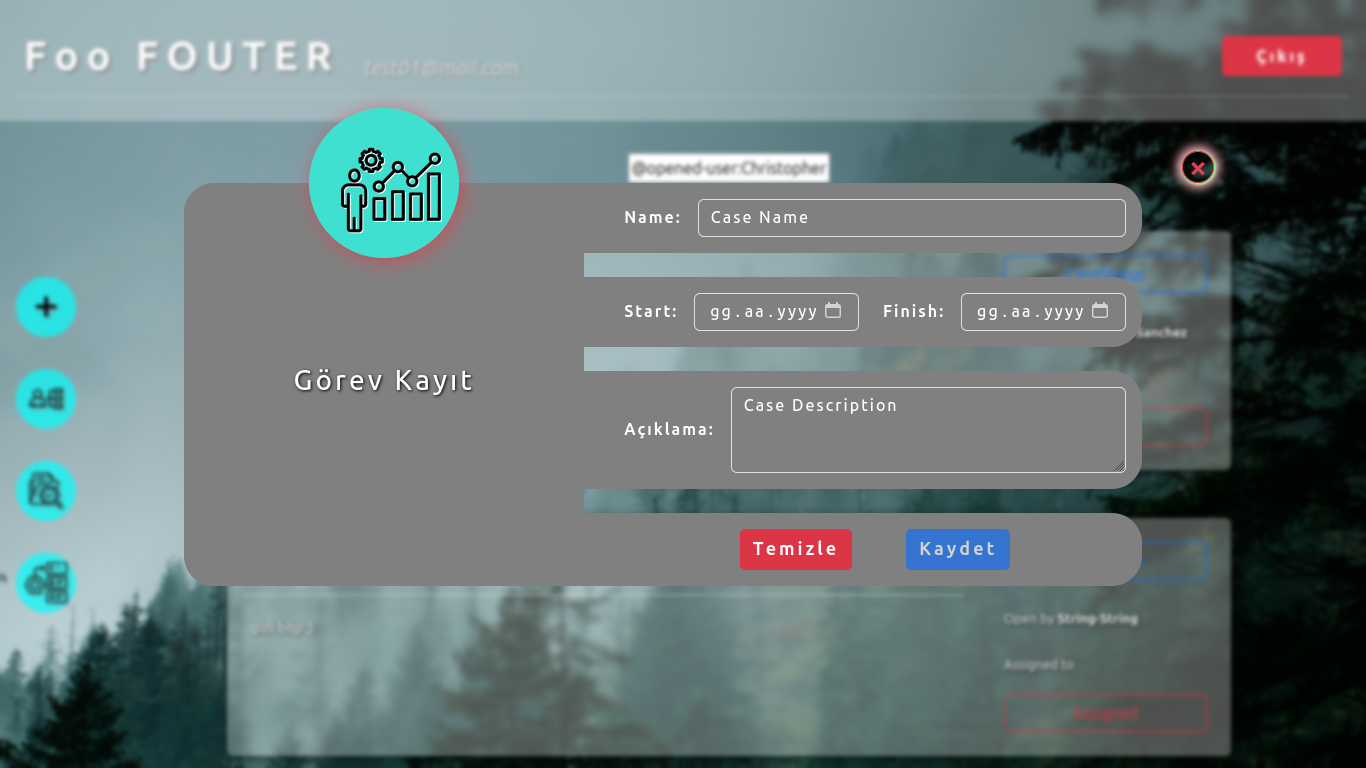 Foo FOUTER
test01@mail.com
Çıkış
@opened-user:Christopher
Name: Case Name
Start: gg.aa.yyyy Finish: gg.aa.yyyy
sanchez
Görev Kayıt
Açıklama: Case Description
Temizle Kaydet
Open by String-String
Assigned to
Assigned